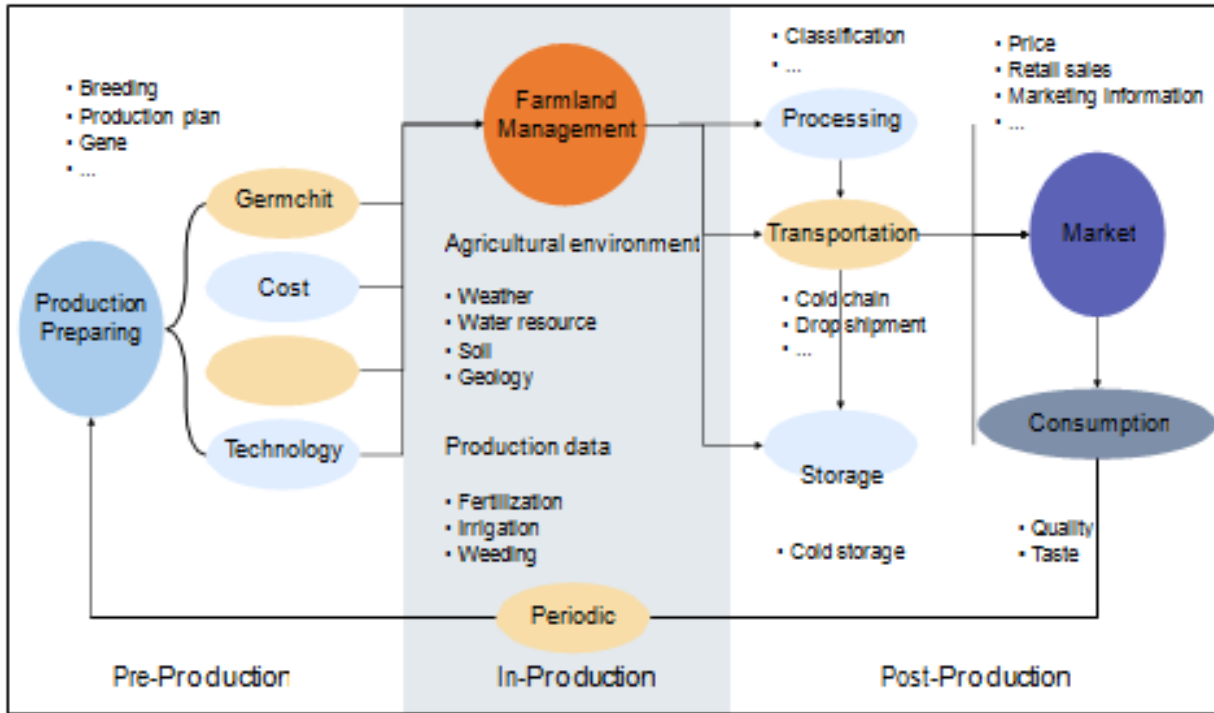 • Breeding
• Production plan
• Gene
• ...
Production
Preparing
Germchit
Cost
Technology
Farmland
Management
Agricultural environment
• Weather
• Water resource
• Soil
• Geology
Production data
• Fertilization
• Irrigation
• Weeding
• Classification
• ...
Processing
Transportation
• Cold chain
• Drop shipment
• ...
Storage
• Cold storage
• Price
• Retail sales
• Marketing information
• ...
Market
Consumption
• Quality
• Taste
Periodic
Pre-Production
In-Production
Post-Production